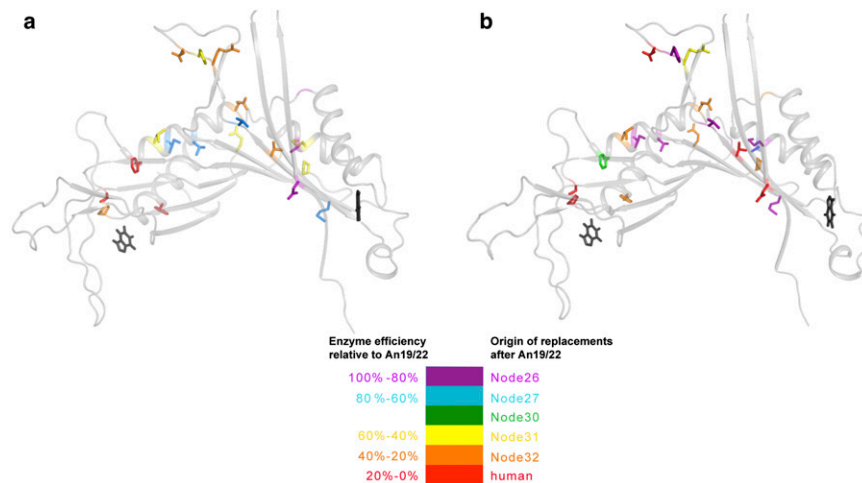 a
b
Enzyme efficiency relative to An19/22
Origin of replacements after An19/22
100%-80% Node26
80%-60% Node27
Node30
60%-40% Node31
40%-20% Node32
20%-0% human